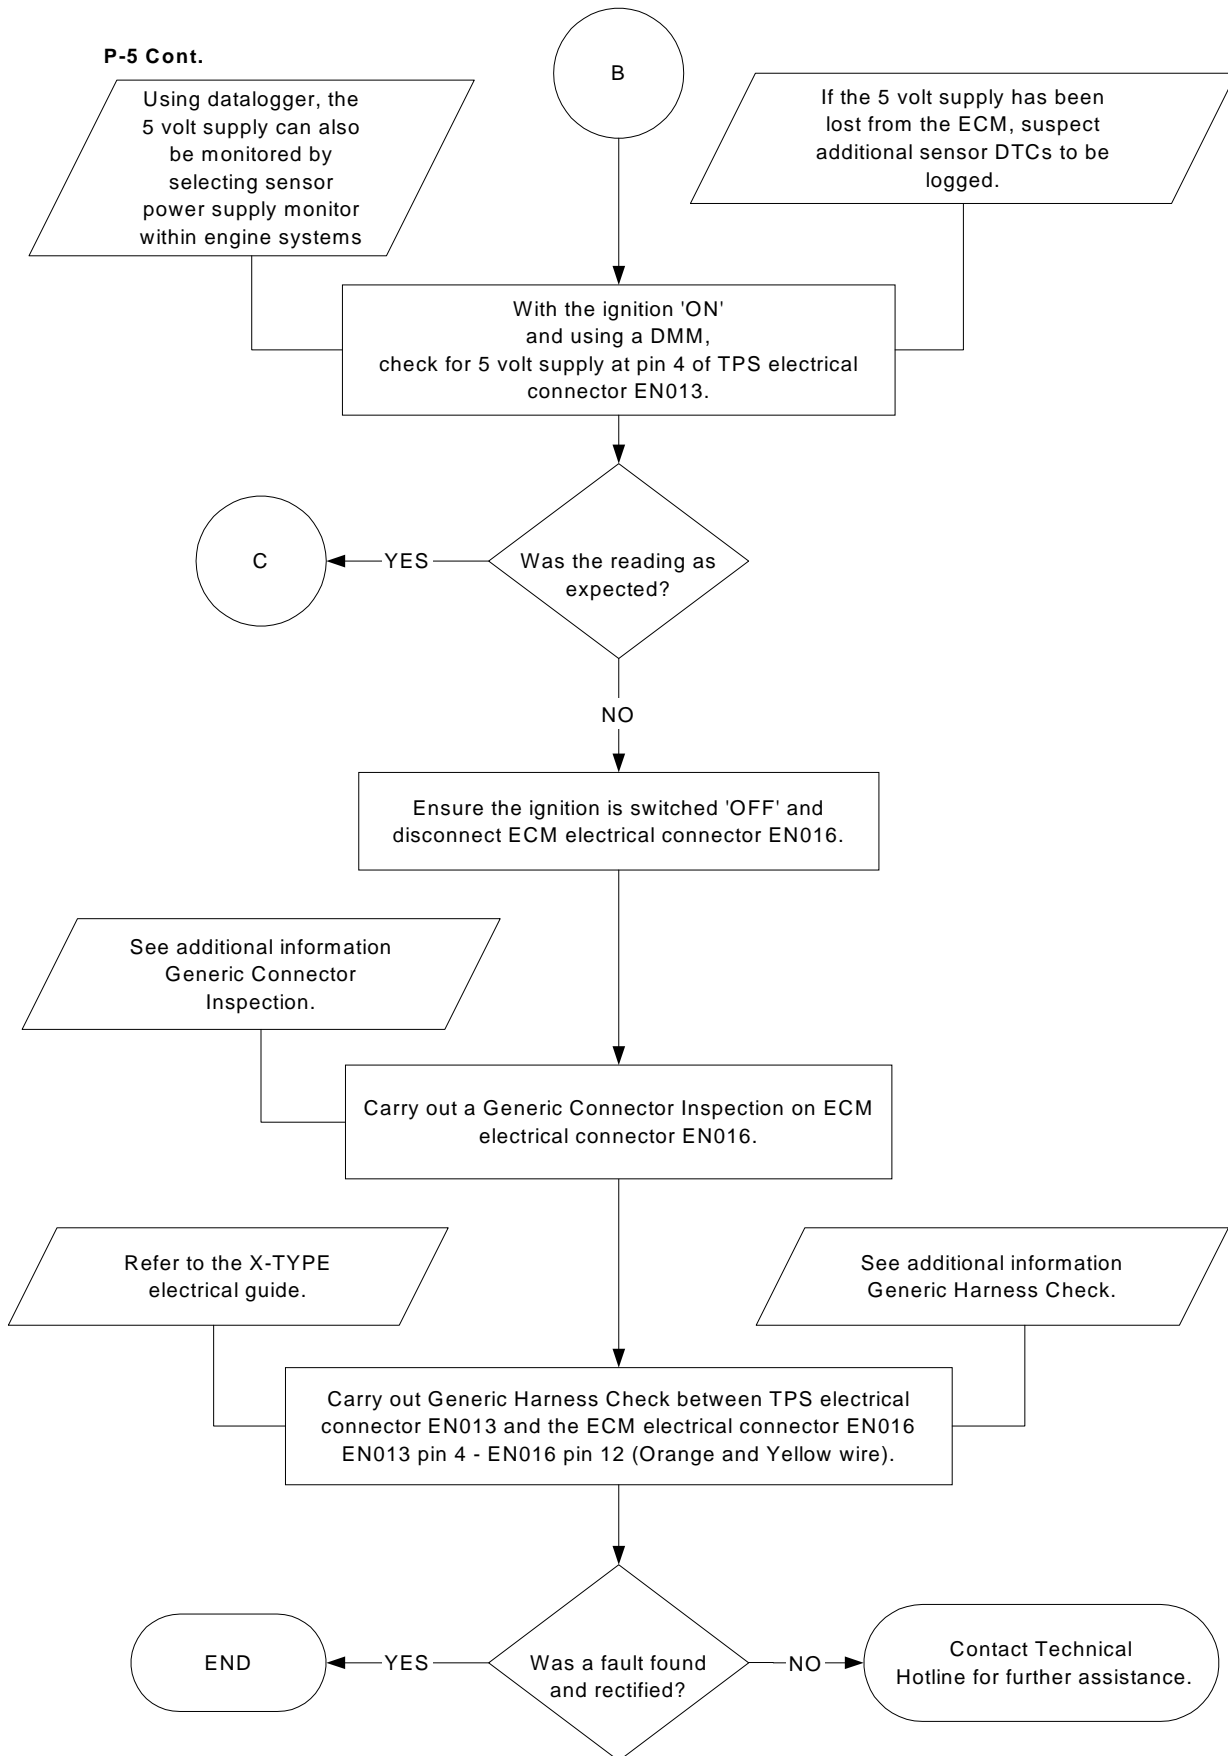 P-5 Cont.
B
Using datalogger, the
5 volt supply can also
be monitored by
selecting sensor
power supply monitor
within engine systems
If the 5 volt supply has been
lost from the ECM, suspect
additional sensor DTCs to be
logged.
With the ignition 'ON'
and using a DMM,
check for 5 volt supply at pin 4 of TPS electrical
connector EN013.
C
YES
Was the reading as
expected?
NO
Ensure the ignition is switched 'OFF' and
disconnect ECM electrical connector EN016.
See additional information
Generic Connector
Inspection.
Carry out a Generic Connector Inspection on ECM
electrical connector EN016.
Refer to the X-TYPE
electrical guide.
See additional information
Generic Harness Check.
Carry out Generic Harness Check between TPS electrical
connector EN013 and the ECM electrical connector EN016
EN013 pin 4 - EN016 pin 12 (Orange and Yellow wire).
END
YES
Was a fault found
and rectified?
NO
Contact Technical
Hotline for further assistance.